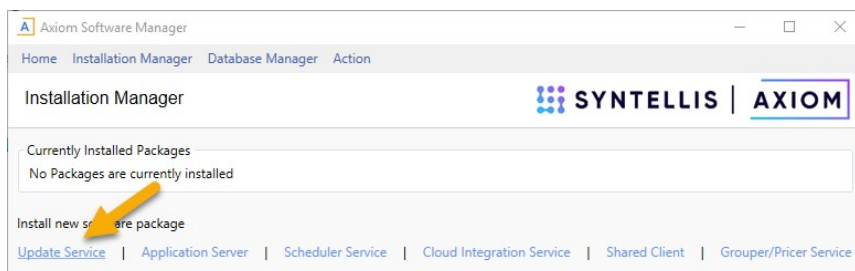 A Axiom Software Manager
Home Installation Manager Database Manager Action
Installation Manager
SYNTELLIS | AXIOM
Currently Installed Packages
No Packages are currently installed
Install new software package
Update Service | Application Server | Scheduler Service | Cloud Integration Service | Shared Client | Grouper/Pricer Service